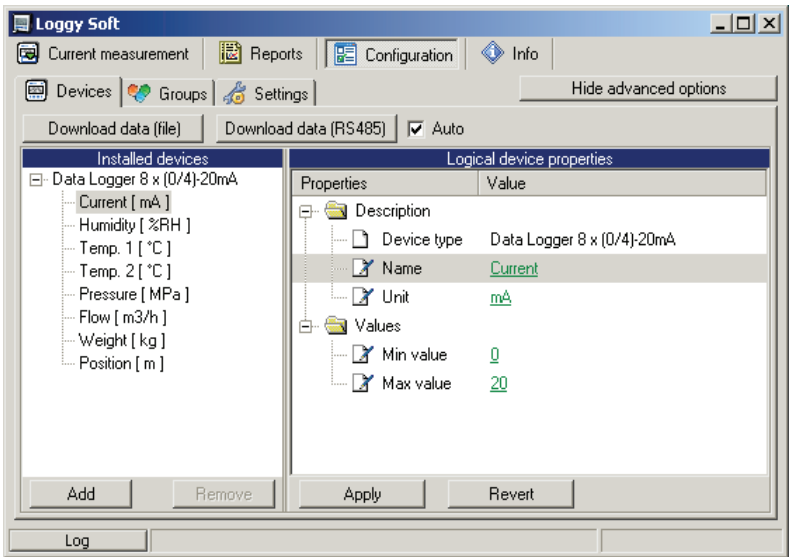 Loggy Soft
Current measurement Reports Configuration Info
Devices Groups Settings Hide advanced options
Download data (file) Download data (RS485) Auto
Installed devices Logical device properties
Data Logger 8 x (0/4)-20mA
Current [ mA ]
Humidity [ %RH ]
Temp. 1 [ °C ]
Temp. 2 [ °C ]
Pressure [ MPa ]
Flow [ m3/h ]
Weight [ kg ]
Position [ m ]
Properties Value
Description
Device type Data Logger 8 x (0/4)-20mA
Name Current
Unit mA
Values
Min value 0
Max value 20
Add Remove Apply Revert
Log